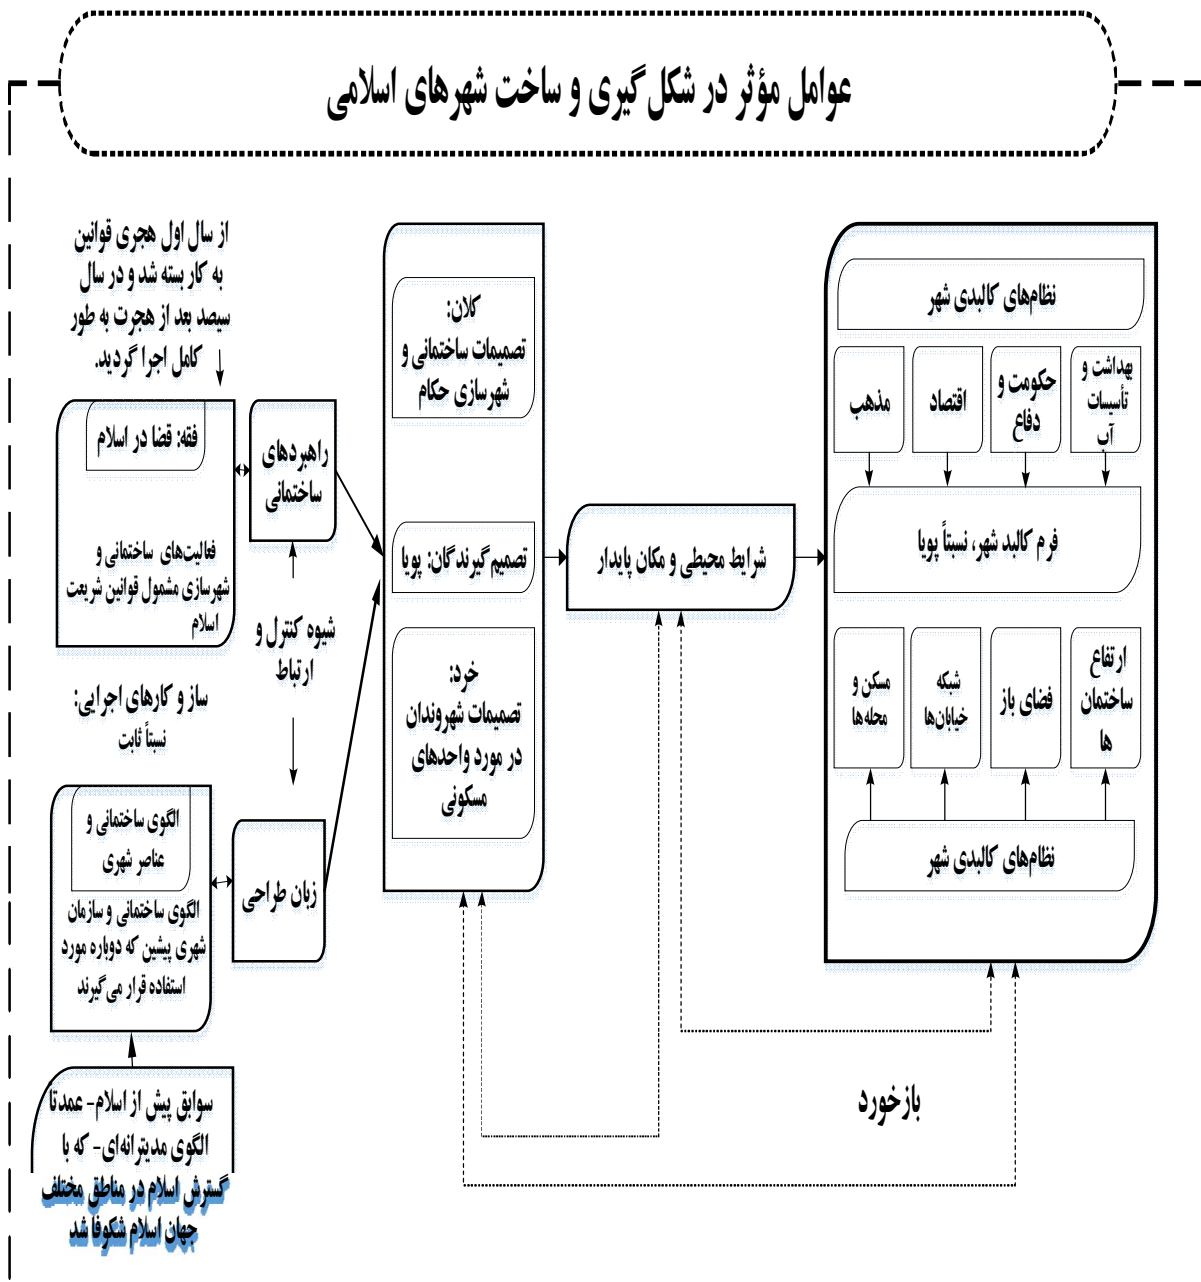 عوامل مؤثر در شکل گیری و ساخت شهرهای اسلامی
از سال اول هجری قوانین
به کار بسته شد و در سال
سیصد بعد از هجرت به طور
کامل اجرا گردید.
فقه: قضا در اسلام
فعالیت‌های ساختمانی و
شهرسازی مشمول قوانین شریعت
اسلام
راهبردهای
ساختمانی
شیوه کنترل و
ارتباط
ساز و کارهای اجرایی:
نسبتاً ثابت
الگوی ساختمانی و
عناصر شهری
الگوی ساختمانی و سازمان
شهری پیشین که دوباره مورد
استفاده قرار می‌گیرند
زبان طراحی
سوابق پیش از اسلام- عمدتا
الگوی مدیترانه‌ای- که با
گسترش اسلام در مناطق مختلف
جهان اسلام شکوفا شد
کلان:
تصمیمات ساختمانی و
شهرسازی حکام
تصمیم‌گیرندگان: پویا
خرد:
تصمیمات شهروندان
در مورد واحدهای
مسکونی
شرایط محیطی و مکان پایدار
نظام‌های کالبدی شهر
مذهب
اقتصاد
حکومت و
دفاع
بهداشت و
تأسیسات
آب
فرم کالبد شهر، نسبتاً پویا
مسکن و
محله‌ها
شبکه
خیابان‌ها
فضای باز
ارتفاع
ساختمان
ها
نظام‌های کالبدی شهر
بازخورد